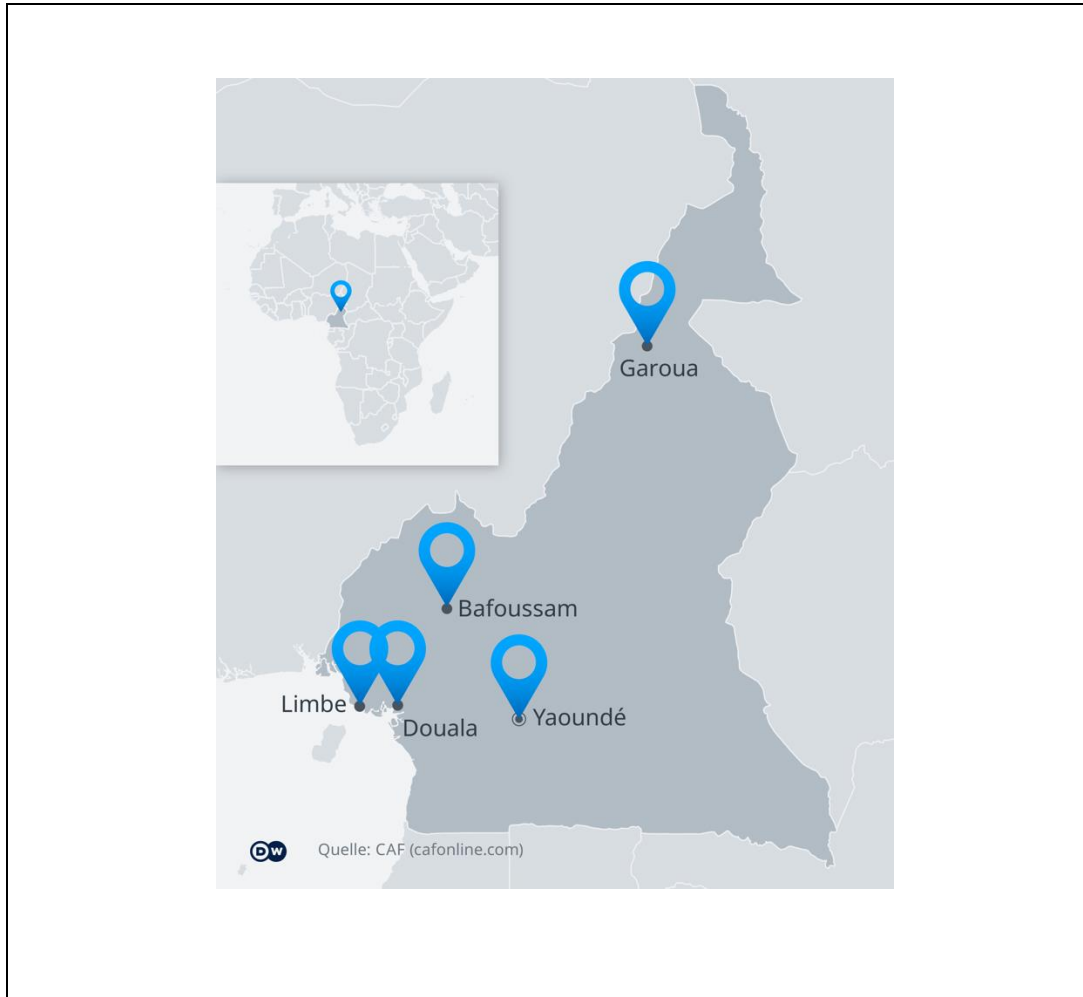 Garoua
Bafoussam
Limbe
Douala
Yaoundé
DW
Quelle: CAF (cafonline.com)